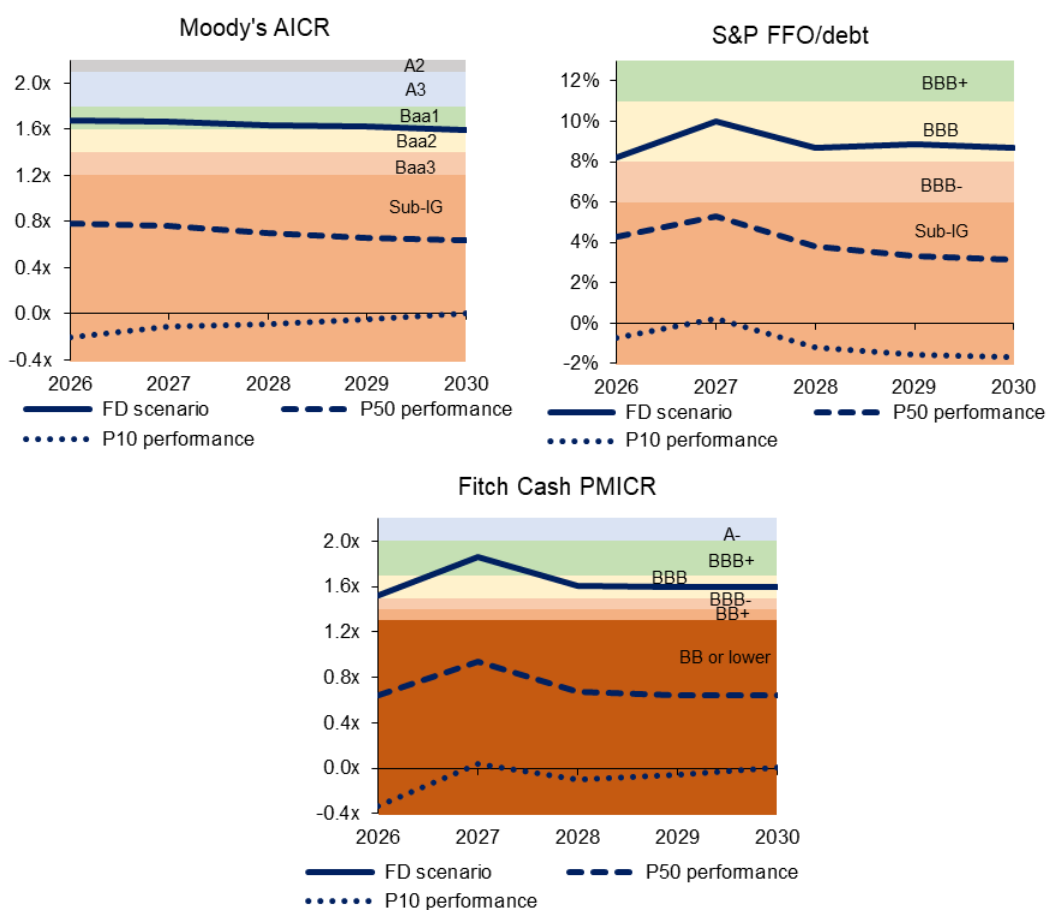 Moody's AICR
2.0x
1.6x
1.2x
0.8x
0.4x
0.0x
-0.4x
A2
A3
Baa1
Baa2
Baa3
Sub-IG
2026 2027 2028 2029 2030
FD scenario P50 performance
P10 performance
S&P FFO/debt
12%
10%
8%
6%
4%
2%
0%
-2%
BBB+
BBB
BBB-
Sub-IG
2026 2027 2028 2029 2030
FD scenario P50 performance
P10 performance
Fitch Cash PMICR
2.0x
1.6x
1.2x
0.8x
0.4x
0.0x
-0.4x
A-
BBB+
BBB
BBB-
BB+
BB or lower
2026 2027 2028 2029 2030
FD scenario P50 performance
P10 performance